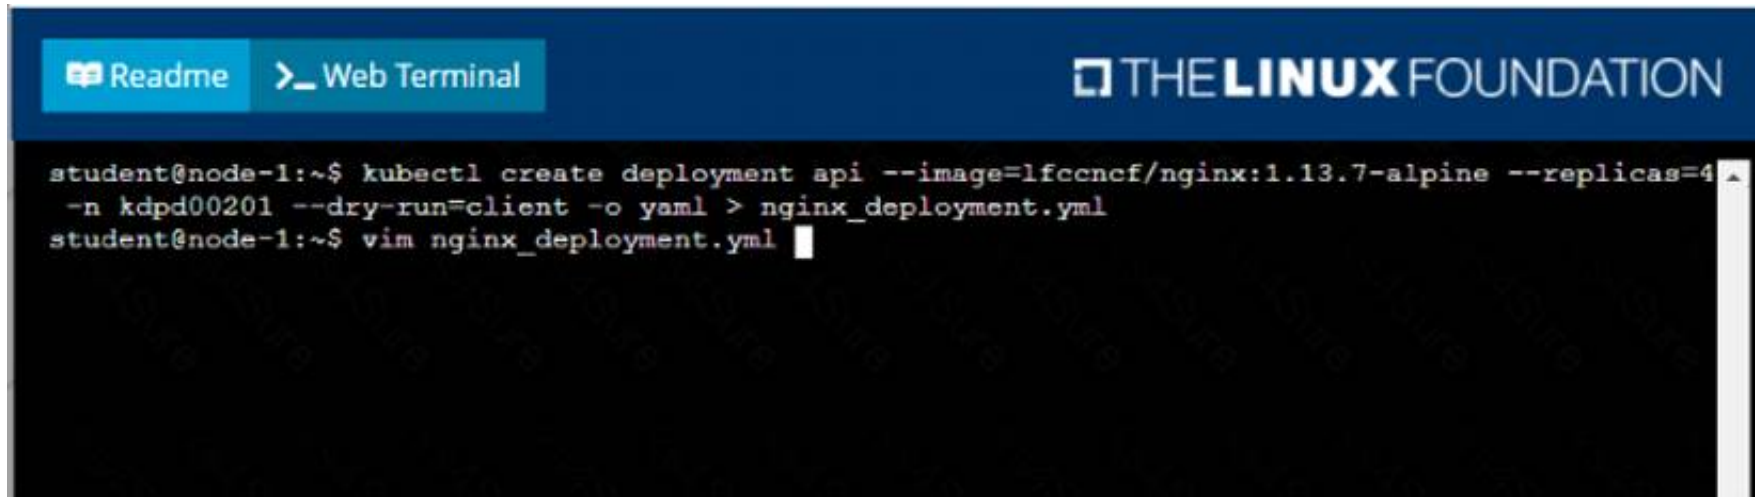 Readme >_ Web Terminal THE LINUX FOUNDATION
student@node-1:~$ kubectl create deployment api --image=lfccncf/nginx:1.13.7-alpine --replicas=4
-n kdpd00201 --dry-run=client -o yaml > nginx_deployment.yml
student@node-1:~$ vim nginx_deployment.yml